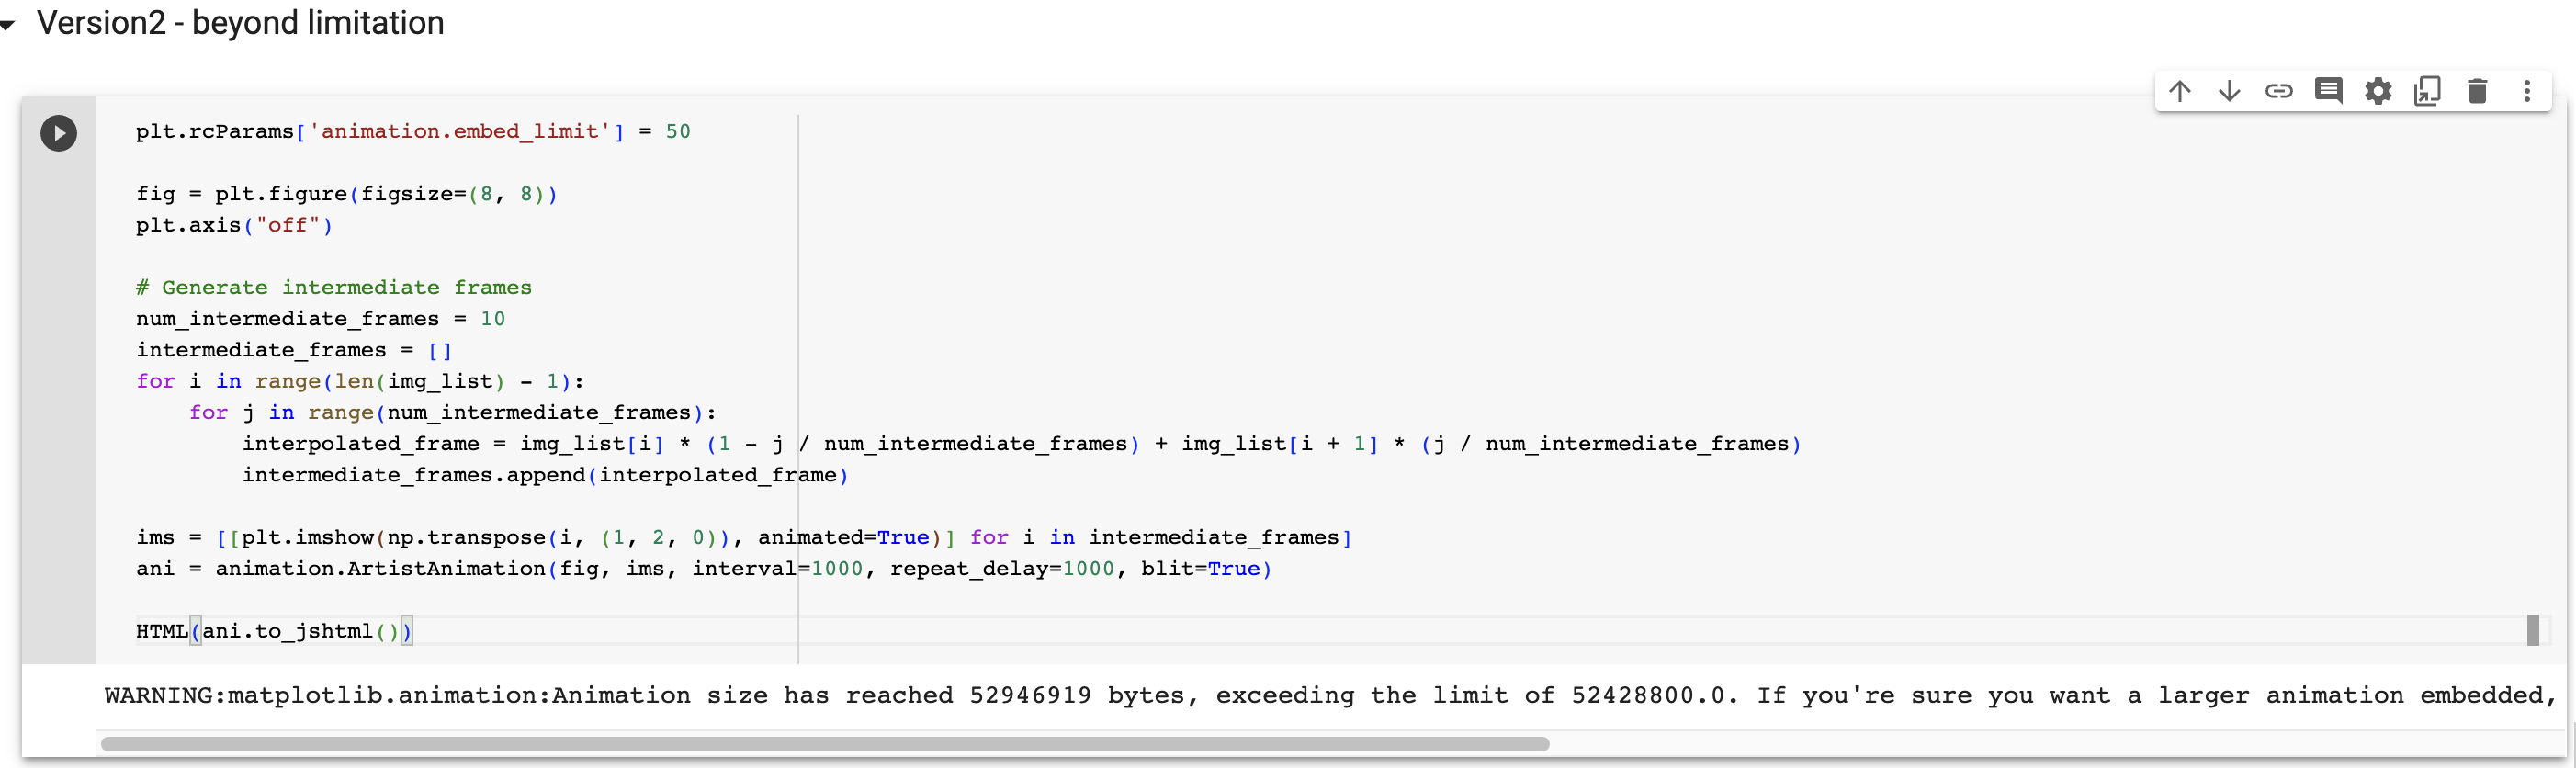 Version2 - beyond limitation
plt.rcParams['animation.embed_limit'] = 50
fig = plt.figure(figsize=(8, 8))
plt.axis("off")
# Generate intermediate frames
num_intermediate_frames = 10
intermediate_frames = []
for i in range(len(img_list) - 1):
    for j in range(num_intermediate_frames):
        interpolated_frame = img_list[i] * (1 - j / num_intermediate_frames) + img_list[i + 1] * (j / num_intermediate_frames)
        intermediate_frames.append(interpolated_frame)
ims = [[plt.imshow(np.transpose(i, (1, 2, 0)), animated=True)] for i in intermediate_frames]
ani = animation.ArtistAnimation(fig, ims, interval=1000, repeat_delay=1000, blit=True)
HTML(ani.to_jshtml())
WARNING:matplotlib.animation:Animation size has reached 52946919 bytes, exceeding the limit of 52428800.0. If you're sure you want a larger animation embedded,